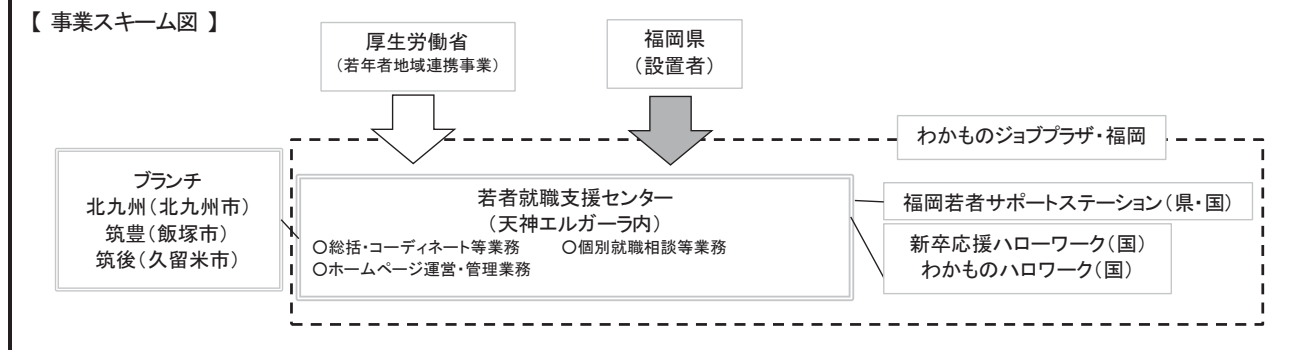 【 事業スキーム図 】
厚生労働省
（若年者地域連携事業）
福岡県
（設置者）
わかものジョブプラザ・福岡
ブランチ
北九州（北九州市）
筑豊（飯塚市）
筑後（久留米市）
若者就職支援センター
（天神エルガーラ内）
○総括・コーディネート等業務　　○個別就職相談等業務
○ホームページ運営・管理業務
福岡若者サポートステーション（県・国）
新卒応援ハローワーク（国）
わかものハロワーク（国）